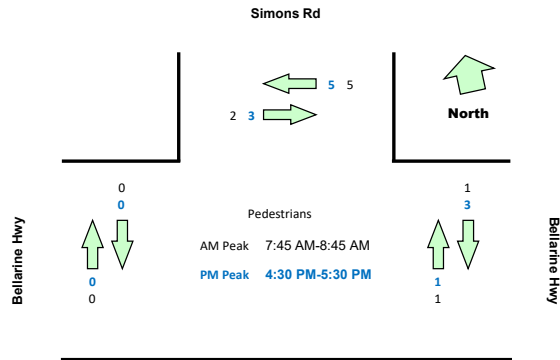 Simons Rd
5 5
2 3
North
0
0
1
3
Pedestrians
AM Peak 7:45 AM-8:45 AM
PM Peak 4:30 PM-5:30 PM
Bellarine Hwy
Bellarine Hwy
0
0
1
1